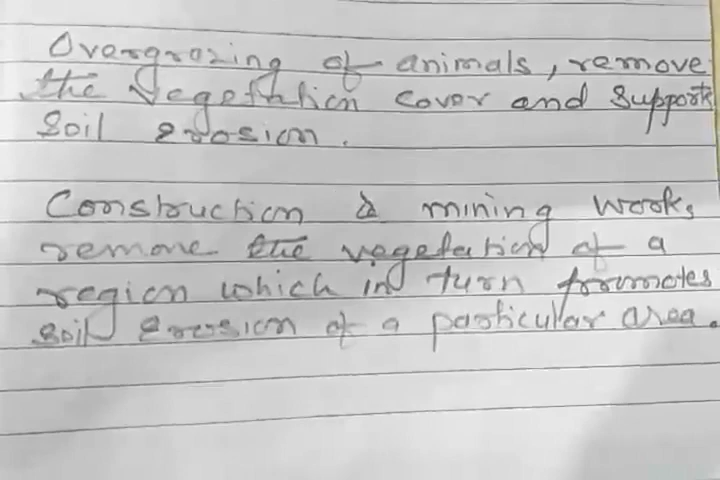 Overgrazing of animals, remove
the vegetation cover and support
soil erosion.
Construction & mining works,
remove the vegetation of a
region which in turn promotes
soil erosion of a particular area.